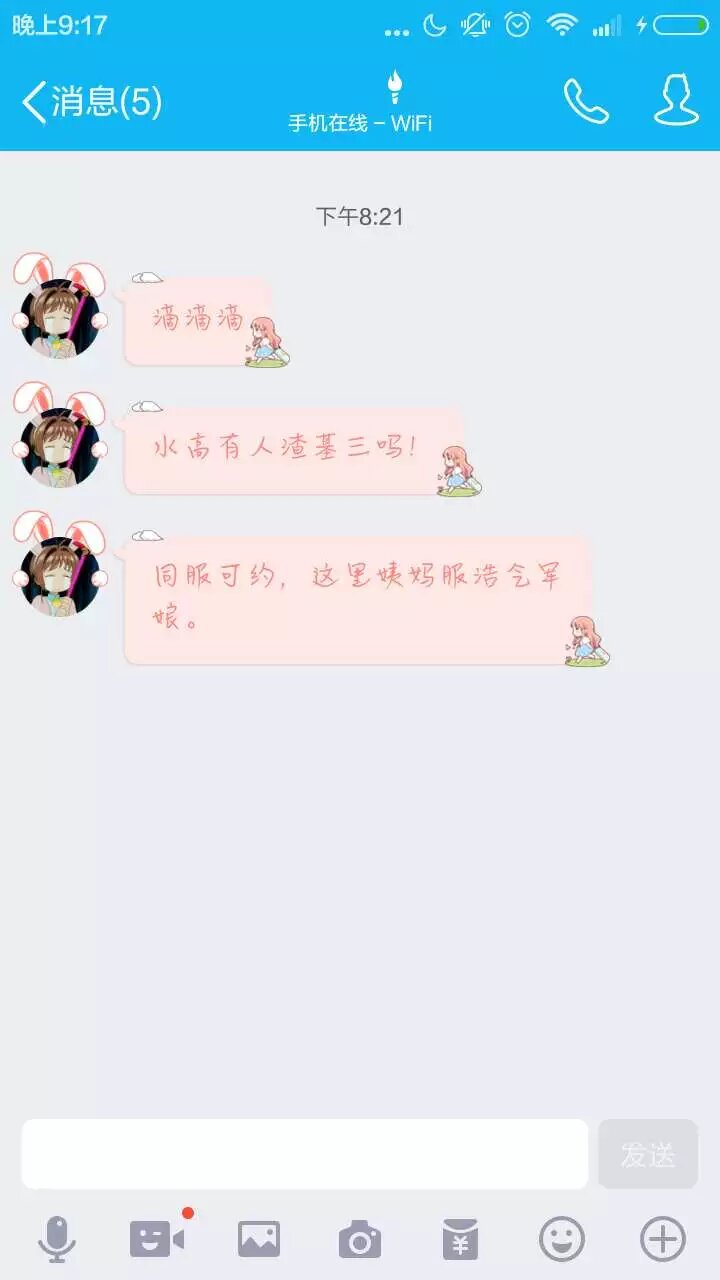 晚上9:17
消息(5)
手机在线 – WiFi
下午8:21
滴滴滴
水高有人渣基三吗!
同服可约，这里姨妈服浩气军
娘。
发送